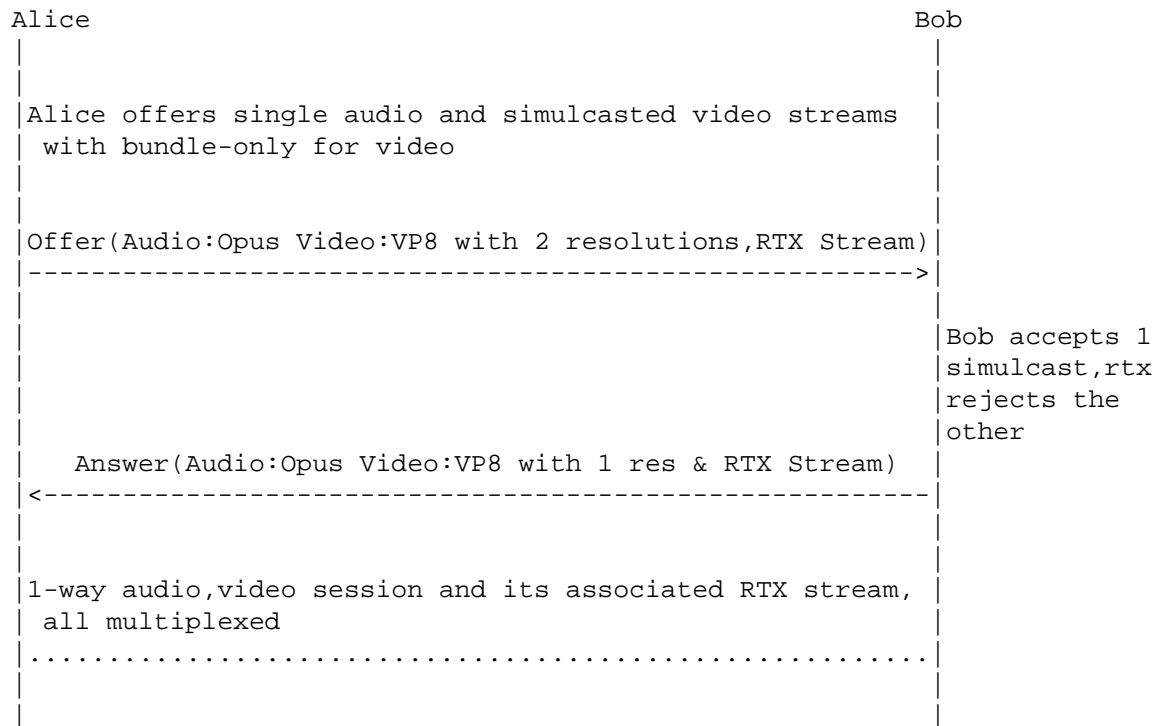 Alice Bob
Alice offers single audio and simulcasted video streams
with bundle-only for video
Offer(Audio:Opus Video:VP8 with 2 resolutions,RTX Stream)
Bob accepts 1
simulcast,rtx
rejects the
other
Answer(Audio:Opus Video:VP8 with 1 res & RTX Stream)
1-way audio,video session and its associated RTX stream,
all multiplexed